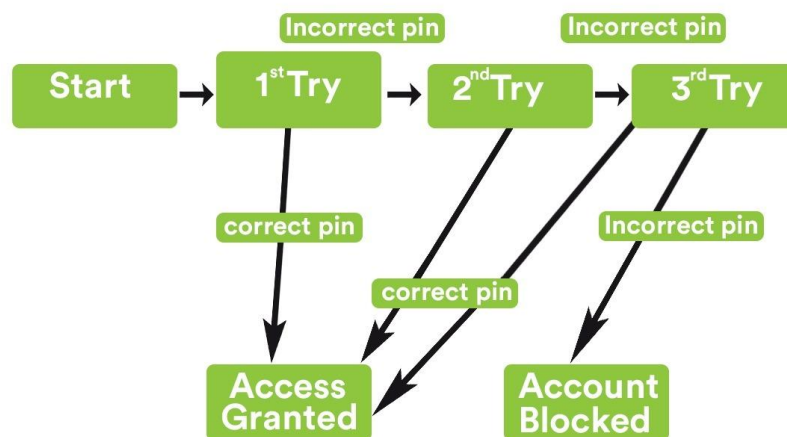 Incorrect pin
Incorrect pin
Start
1st Try
2nd Try
3rd Try
correct pin
Incorrect pin
correct pin
Access
Granted
Account
Blocked